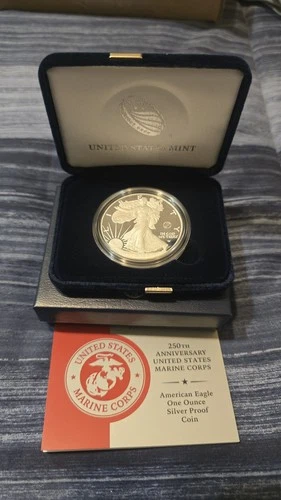 UNITED STATES MINT
UNITED STATES
MARINE CORPS
250TH
ANNIVERSARY
UNITED STATES
MARINE CORPS
American Eagle
One Ounce
Silver Proof
Coin